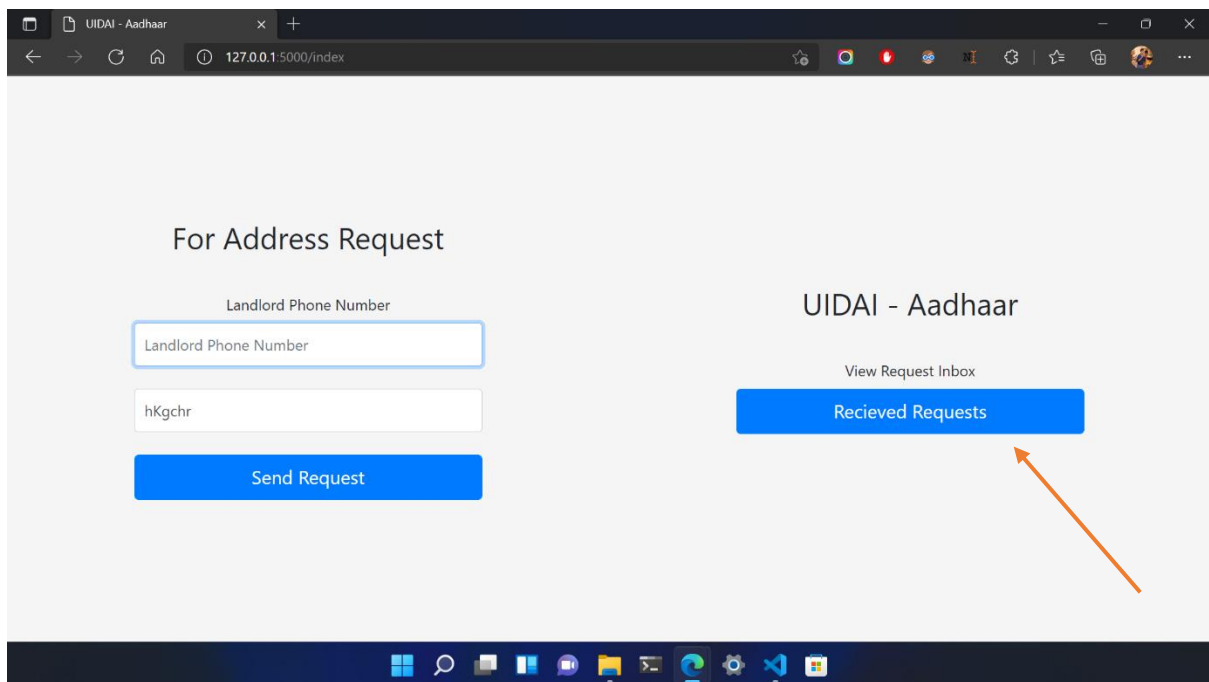 UIDAI - Aadhaar
127.0.0.1:5000/index
For Address Request
Landlord Phone Number
Landlord Phone Number
hKgchr
Send Request
UIDAI - Aadhaar
View Request Inbox
Recieved Requests